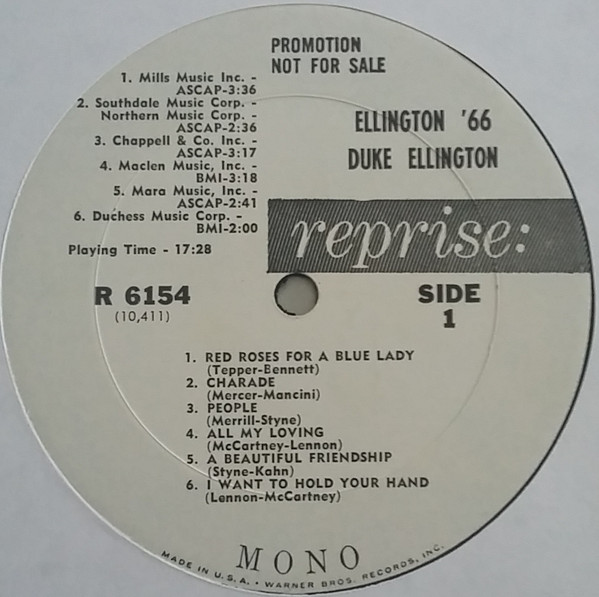 PROMOTION
NOT FOR SALE
1. Mills Music Inc. -
ASCAP-3:36
2. Southdale Music Corp. -
Northern Music Corp. -
ASCAP-2:36
3. Chappell & Co. Inc. -
ASCAP-3:17
4. Maclen Music, Inc. -
BMI-3:18
5. Mara Music, Inc. -
ASCAP-2:41
6. Duchess Music Corp. -
BMI-2:00
Playing Time - 17:28
ELLINGTON '66
DUKE ELLINGTON
reprise:
R 6154
(10,411)
SIDE
1
1. RED ROSES FOR A BLUE LADY
(Tepper-Bennett)
2. CHARADE
(Mercer-Mancini)
3. PEOPLE
(Merrill-Styne)
4. ALL MY LOVING
(McCartney-Lennon)
5. A BEAUTIFUL FRIENDSHIP
(Styne-Kahn)
6. I WANT TO HOLD YOUR HAND
(Lennon-McCartney)
MONO
MADE IN U.S.A. • WARNER BROS. RECORDS, INC.